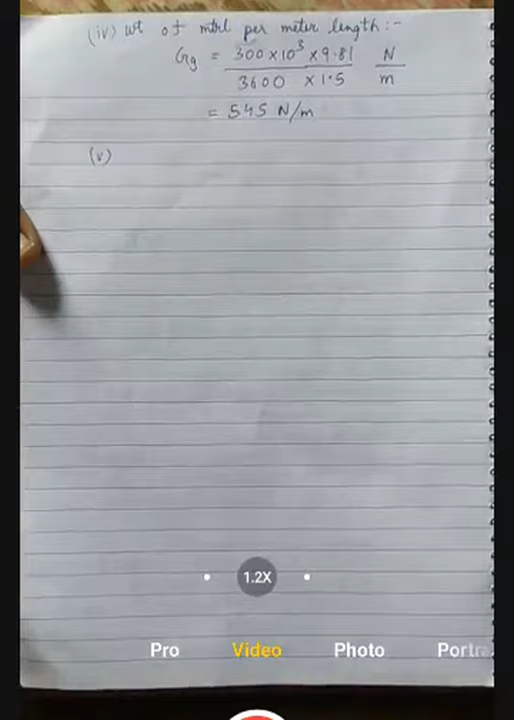 (iv) wt of mtrl per meter length:-
Gg = 300×10³×9.81 / 3600 ×1.5 N/m
= 545 N/m
(v)
1.2X
Pro Video Photo Portra